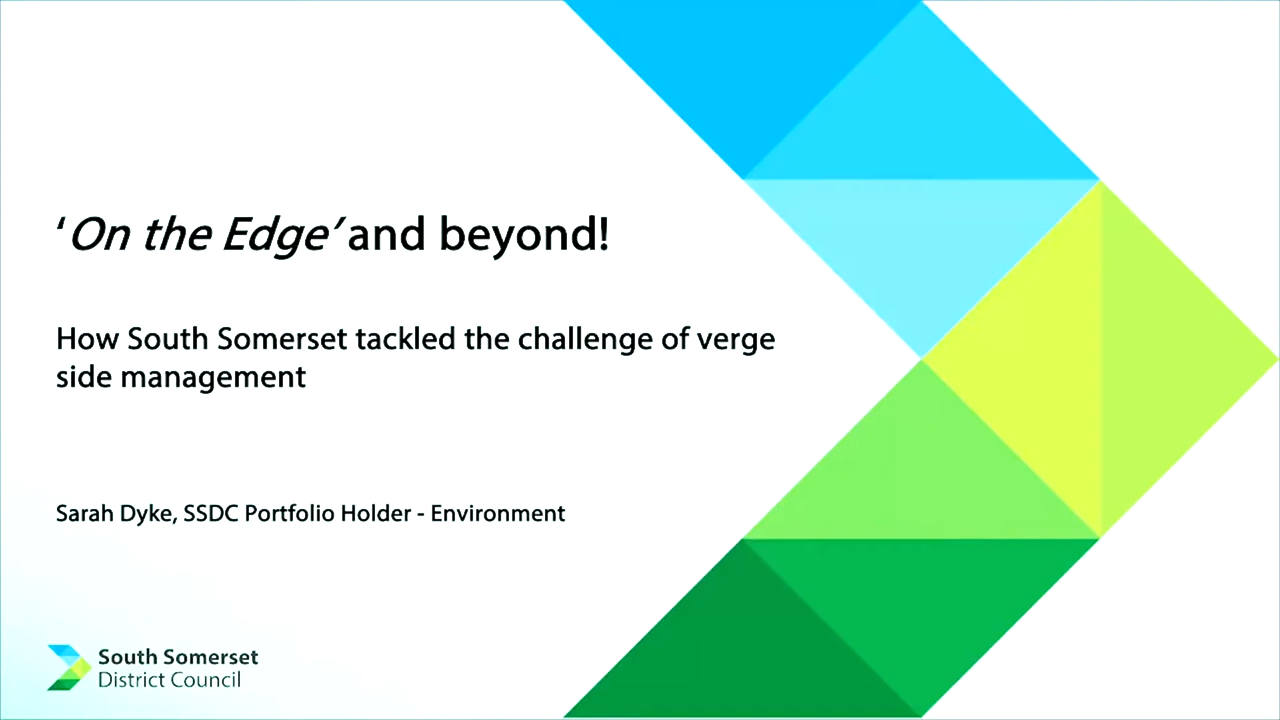 ‘On the Edge’ and beyond!
How South Somerset tackled the challenge of verge
side management
Sarah Dyke, SSDC Portfolio Holder - Environment
South Somerset
District Council